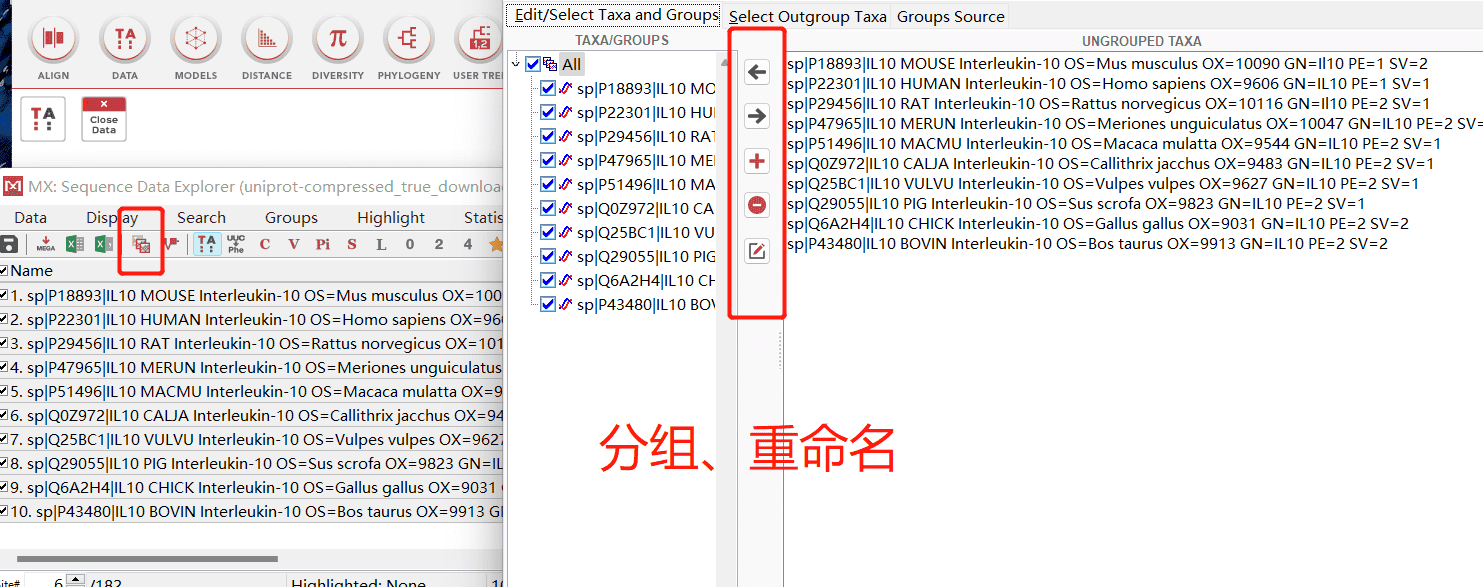 ALIGN
DATA
MODELS
DISTANCE
DIVERSITY
PHYLOGENY
USER TREE
TA
Close
Data
MX: Sequence Data Explorer (uniprot-compressed_true_downloa
Data Display Search Groups Highlight Statis
MEGA X X TA UUC Phe C V Pi S L 0 2 4
Name
1. sp|P18893|IL10 MOUSE Interleukin-10 OS=Mus musculus OX=100
2. sp|P22301|IL10 HUMAN Interleukin-10 OS=Homo sapiens OX=960
3. sp|P29456|IL10 RAT Interleukin-10 OS=Rattus norvegicus OX=101
4. sp|P47965|IL10 MERUN Interleukin-10 OS=Meriones unguiculatus
5. sp|P51496|IL10 MACMU Interleukin-10 OS=Macaca mulatta OX=9
6. sp|Q0Z972|IL10 CALJA Interleukin-10 OS=Callithrix jacchus OX=94
7. sp|Q25BC1|IL10 VULVU Interleukin-10 OS=Vulpes vulpes OX=9627
8. sp|Q29055|IL10 PIG Interleukin-10 OS=Sus scrofa OX=9823 GN=IL
9. sp|Q6A2H4|IL10 CHICK Interleukin-10 OS=Gallus gallus OX=9031
10. sp|P43480|IL10 BOVIN Interleukin-10 OS=Bos taurus OX=9913 G
6 /182 Highlighted: None
Edit/Select Taxa and Groups Select Outgroup Taxa Groups Source
TAXA/GROUPS
All
sp|P18893|IL10 MO
sp|P22301|IL10 HU
sp|P29456|IL10 RAT
sp|P47965|IL10 ME
sp|P51496|IL10 MA
sp|Q0Z972|IL10 CA
sp|Q25BC1|IL10 VU
sp|Q29055|IL10 PIG
sp|Q6A2H4|IL10 CH
sp|P43480|IL10 BOV
UNGROUPED TAXA
sp|P18893|IL10 MOUSE Interleukin-10 OS=Mus musculus OX=10090 GN=Il10 PE=1 SV=2
sp|P22301|IL10 HUMAN Interleukin-10 OS=Homo sapiens OX=9606 GN=IL10 PE=1 SV=1
sp|P29456|IL10 RAT Interleukin-10 OS=Rattus norvegicus OX=10116 GN=Il10 PE=2 SV=1
sp|P47965|IL10 MERUN Interleukin-10 OS=Meriones unguiculatus OX=10047 GN=IL10 PE=2 SV=
sp|P51496|IL10 MACMU Interleukin-10 OS=Macaca mulatta OX=9544 GN=IL10 PE=2 SV=1
sp|Q0Z972|IL10 CALJA Interleukin-10 OS=Callithrix jacchus OX=9483 GN=IL10 PE=2 SV=1
sp|Q25BC1|IL10 VULVU Interleukin-10 OS=Vulpes vulpes OX=9627 GN=IL10 PE=2 SV=1
sp|Q29055|IL10 PIG Interleukin-10 OS=Sus scrofa OX=9823 GN=IL10 PE=2 SV=1
sp|Q6A2H4|IL10 CHICK Interleukin-10 OS=Gallus gallus OX=9031 GN=IL10 PE=2 SV=2
sp|P43480|IL10 BOVIN Interleukin-10 OS=Bos taurus OX=9913 GN=IL10 PE=2 SV=2
分组、重命名